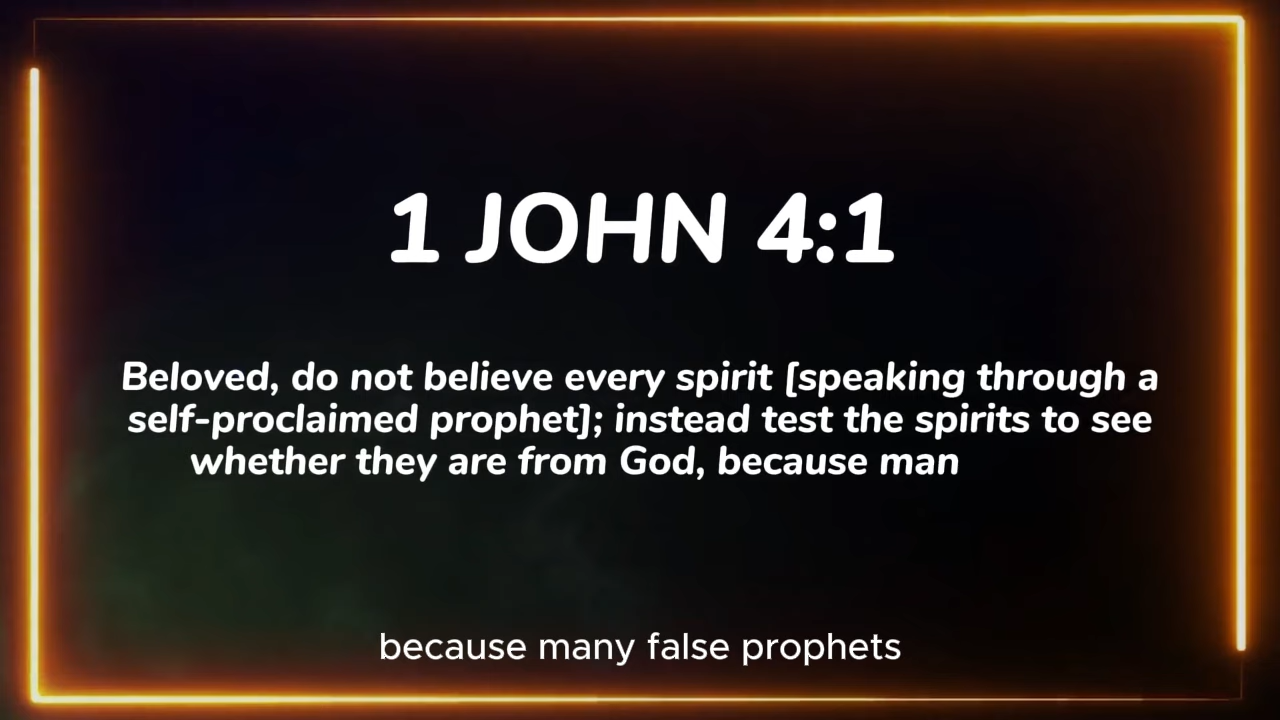 1 JOHN 4:1
Beloved, do not believe every spirit [speaking through a
self-proclaimed prophet]; instead test the spirits to see
whether they are from God, because man
because many false prophets